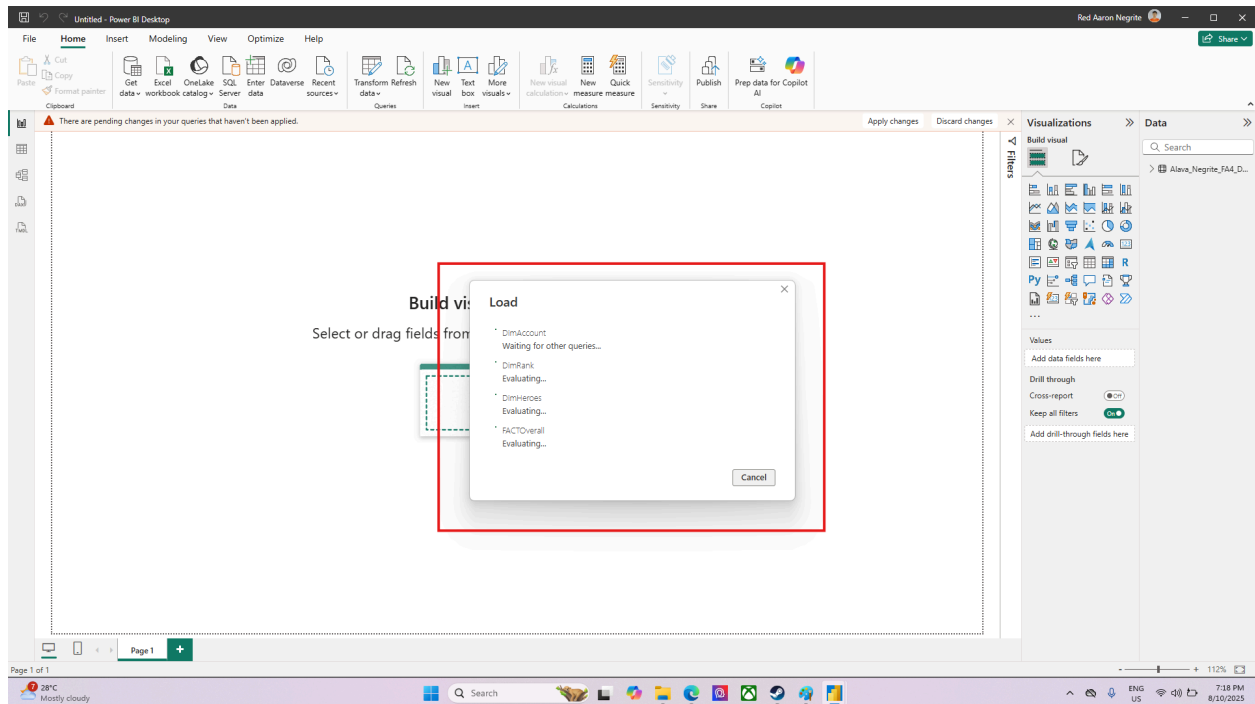 Untitled - Power BI Desktop
Red Aaron Negrite
File Home Insert Modeling View Optimize Help
Share
Paste
Cut
Copy
Format painter
Clipboard
Get data
Excel workbook
OneLake catalog
SQL Server
Enter data
Dataverse
Recent sources
Data
Transform data
Refresh
Queries
New visual
Text box
More visuals
Insert
New visual calculation
New measure
Quick measure
Calculations
Sensitivity
Sensitivity
Publish
Share
Prep data for AI
Copilot
Copilot
There are pending changes in your queries that haven't been applied.
Apply changes
Discard changes
Filters
Visualizations
Build visual
Data
Search
Alava_Negrite_FA4_D...
Build vis
Select or drag fields from
Load
DimAccount
Waiting for other queries...
DimRank
Evaluating...
DimHeroes
Evaluating...
FACTOverall
Evaluating...
Cancel
R
Py
...
Values
Add data fields here
Drill through
Cross-report
Off
Keep all filters
On
Add drill-through fields here
Page 1
Page 1 of 1
112%
7
28°C
Mostly cloudy
Search
ENG
US
7:18 PM
8/10/2025